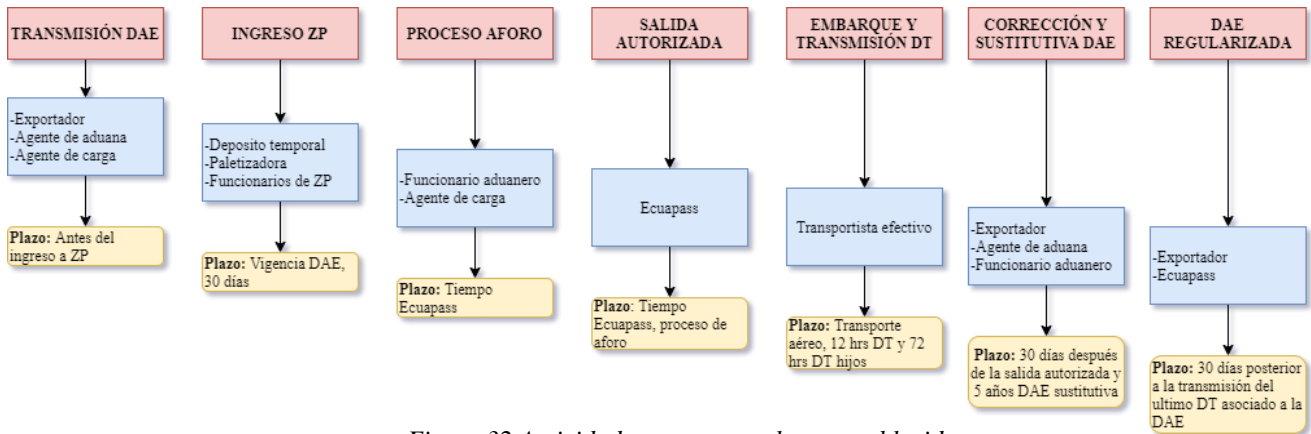 TRANSMISIÓN DAE
-Exportador
-Agente de aduana
-Agente de carga
Plazo: Antes del
ingreso a ZP
INGRESO ZP
-Deposito temporal
-Paletizadora
-Funcionarios de ZP
Plazo: Vigencia DAE,
30 días
PROCESO AFORO
-Funcionario aduanero
-Agente de carga
Plazo: Tiempo
Ecuapass
SALIDA
AUTORIZADA
Ecuapass
Plazo: Tiempo
Ecuapass, proceso de
aforo
EMBARQUE Y
TRANSMISIÓN DT
Transportista efectivo
Plazo: Transporte
aéreo, 12 hrs DT y 72
hrs DT hijos
CORRECCIÓN Y
SUSTITUTIVA DAE
-Exportador
-Agente de aduana
-Funcionario aduanero
Plazo: 30 días después
de la salida autorizada y
5 años DAE sustitutiva
DAE
REGULARIZADA
-Exportador
-Ecuapass
Plazo: 30 días posterior
a la transmisión del
ultimo DT asociado a la
DAE